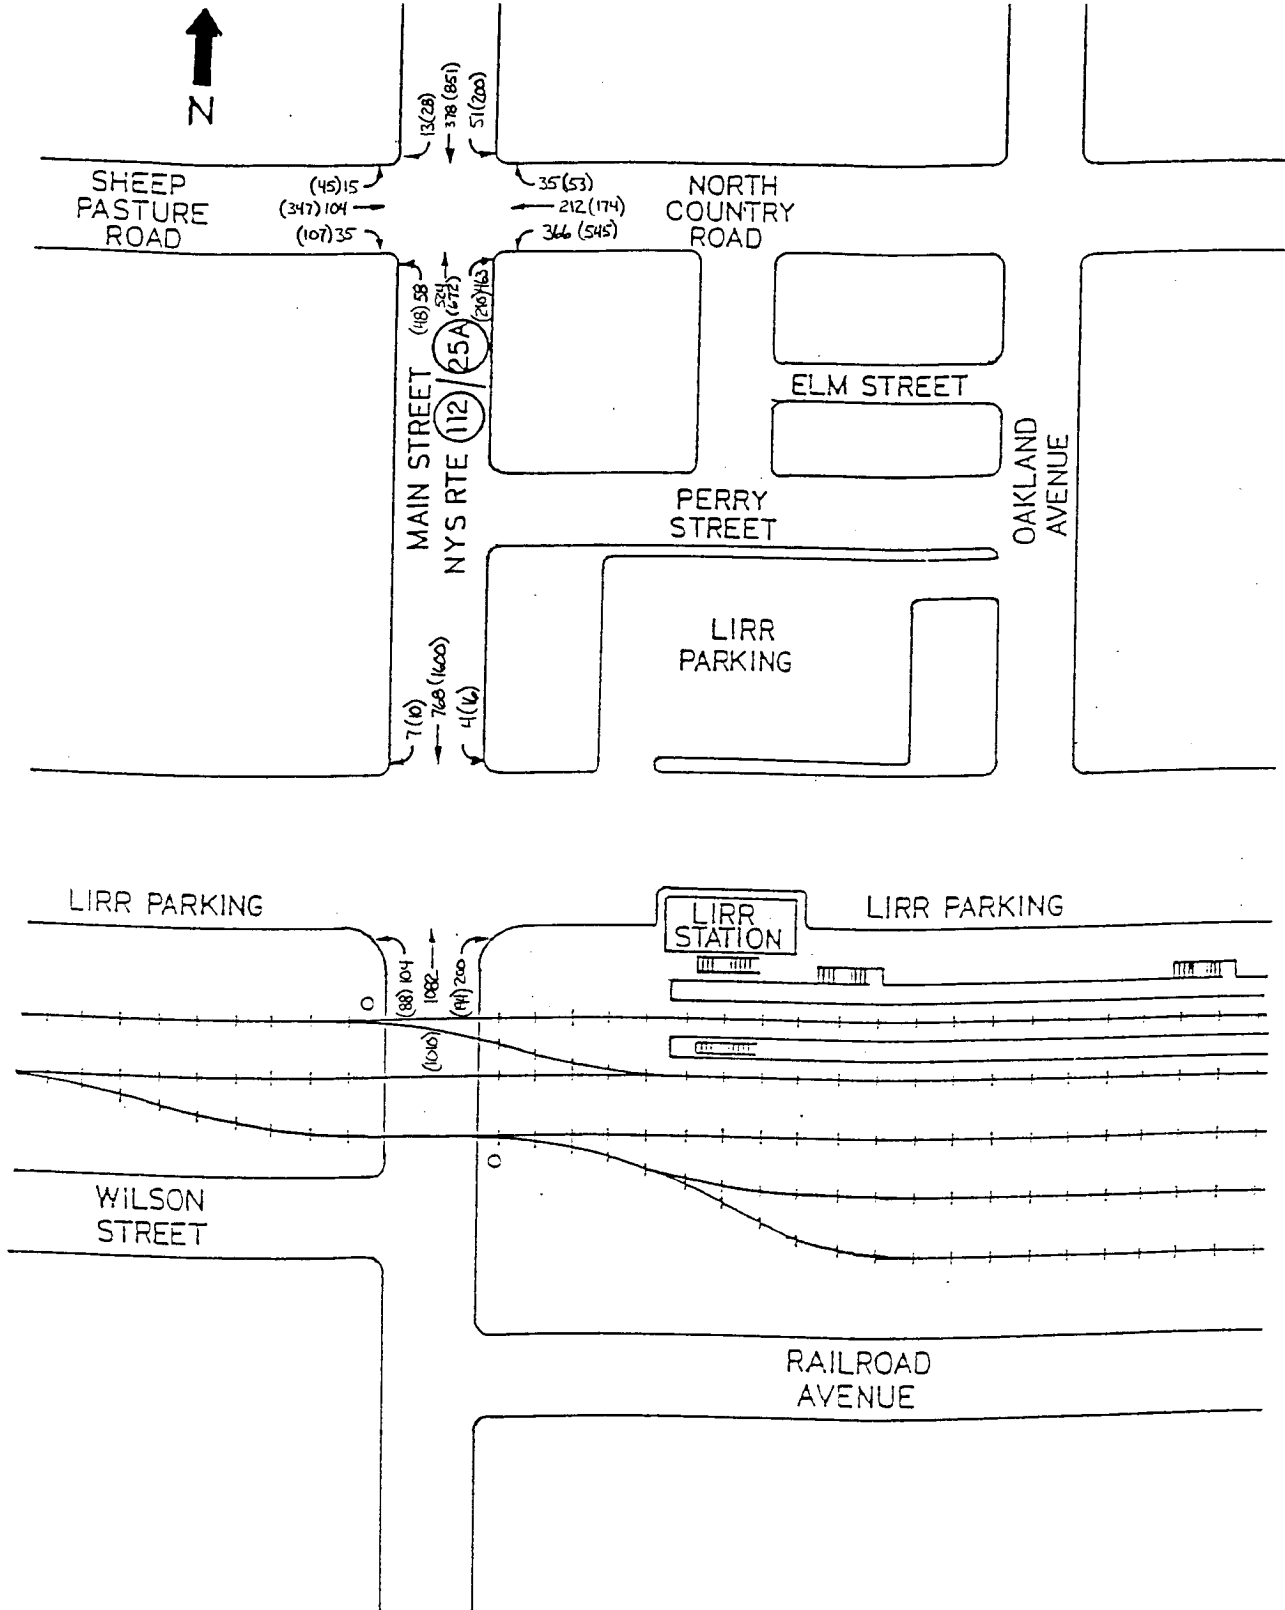 N
13(28)
378(851)
51(200)
SHEEP
PASTURE
ROAD
(45)15
(347)104
(107)35
35(53)
212(174)
366(545)
NORTH
COUNTRY
ROAD
(48)58
524
(672)
(210)463
MAIN STREET
NYS RTE 112/25A
ELM STREET
OAKLAND
AVENUE
PERRY
STREET
LIRR
PARKING
7(10)
768(1600)
4(16)
LIRR PARKING
LIRR
STATION
LIRR PARKING
(88)104
1082
(1010)
(94)200
WILSON
STREET
RAILROAD
AVENUE